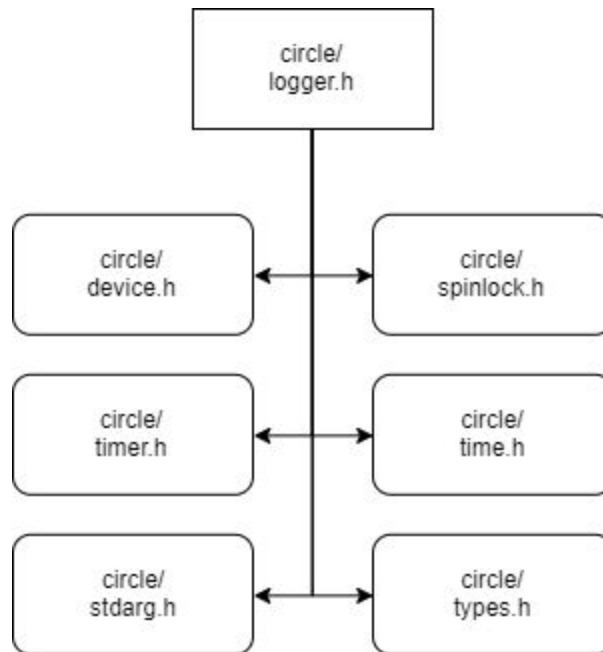 circle/
logger.h
circle/
device.h
circle/
spinlock.h
circle/
timer.h
circle/
time.h
circle/
stdarg.h
circle/
types.h